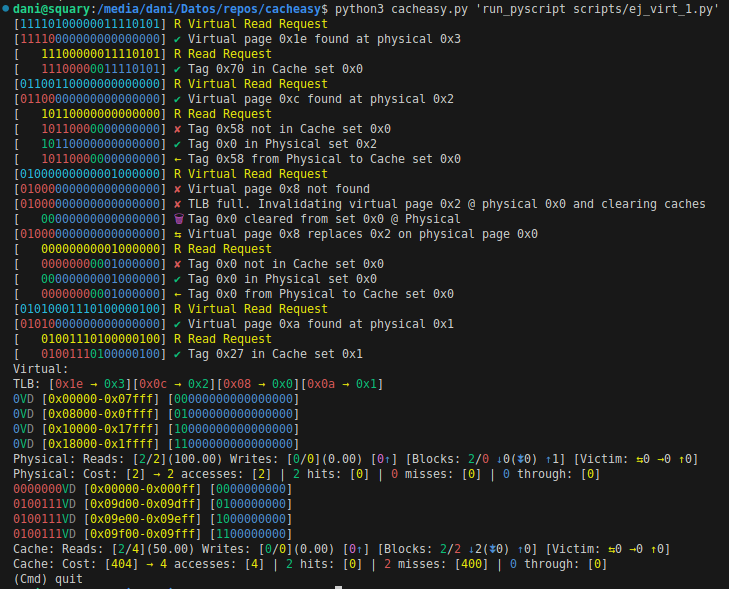 dani@squary:/media/dani/Datos/repos/cacheasy$ python3 cacheasy.py 'run_pyscript scripts/ej_virt_1.py'
[11110100000011110101] R Virtual Read Request
[11110000000000000000] ✔ Virtual page 0x1e found at physical 0x3
[   11100000011110101] R Read Request
[   11100000011110101] ✔ Tag 0x70 in Cache set 0x0
[01100110000000000000] R Virtual Read Request
[01100000000000000000] ✔ Virtual page 0xc found at physical 0x2
[   10110000000000000] R Read Request
[   10110000000000000] ✘ Tag 0x58 not in Cache set 0x0
[   10110000000000000] ✔ Tag 0x0 in Physical set 0x2
[   10110000000000000] ← Tag 0x58 from Physical to Cache set 0x0
[01000000000001000000] R Virtual Read Request
[01000000000000000000] ✘ Virtual page 0x8 not found
[01000000000000000000] ✘ TLB full. Invalidating virtual page 0x2 @ physical 0x0 and clearing caches
[   00000000000000000] 🗑 Tag 0x0 cleared from set 0x0 @ Physical
[01000000000000000000] ⇆ Virtual page 0x8 replaces 0x2 on physical page 0x0
[   00000000001000000] R Read Request
[   00000000001000000] ✘ Tag 0x0 not in Cache set 0x0
[   00000000001000000] ✔ Tag 0x0 in Physical set 0x0
[   00000000001000000] ← Tag 0x0 from Physical to Cache set 0x0
[01010001110100000100] R Virtual Read Request
[01010000000000000000] ✔ Virtual page 0xa found at physical 0x1
[   01001110100000100] R Read Request
[   01001110100000100] ✔ Tag 0x27 in Cache set 0x1
Virtual:
TLB: [0x1e → 0x3][0x0c → 0x2][0x08 → 0x0][0x0a → 0x1]
0VD [0x00000-0x07fff] [00000000000000000]
0VD [0x08000-0x0ffff] [01000000000000000]
0VD [0x10000-0x17fff] [10000000000000000]
0VD [0x18000-0x1ffff] [11000000000000000]
Physical: Reads: [2/2](100.00) Writes: [0/0](0.00) [0↑] [Blocks: 2/0 ↓0(⇟0) ↑1] [Victim: ⇆0 →0 ↑0]
Physical: Cost: [2] → 2 accesses: [2] | 2 hits: [0] | 0 misses: [0] | 0 through: [0]
0000000VD [0x00000-0x000ff] [0000000000]
0100111VD [0x09d00-0x09dff] [0100000000]
0100111VD [0x09e00-0x09eff] [1000000000]
0100111VD [0x09f00-0x09fff] [1100000000]
Cache: Reads: [2/4](50.00) Writes: [0/0](0.00) [0↑] [Blocks: 2/2 ↓2(⇟0) ↑0] [Victim: ⇆0 →0 ↑0]
Cache: Cost: [404] → 4 accesses: [4] | 2 hits: [0] | 2 misses: [400] | 0 through: [0]
(Cmd) quit